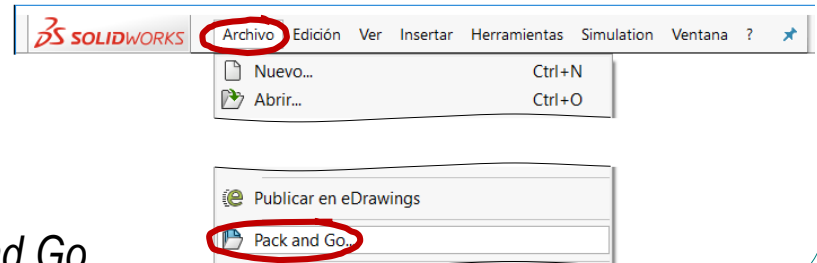 SOLIDWORKS Archivo Edición Ver Insertar Herramientas Simulation Ventana ?
Nuevo... Ctrl+N
Abrir... Ctrl+O
Publicar en eDrawings
Pack and Go...
Go